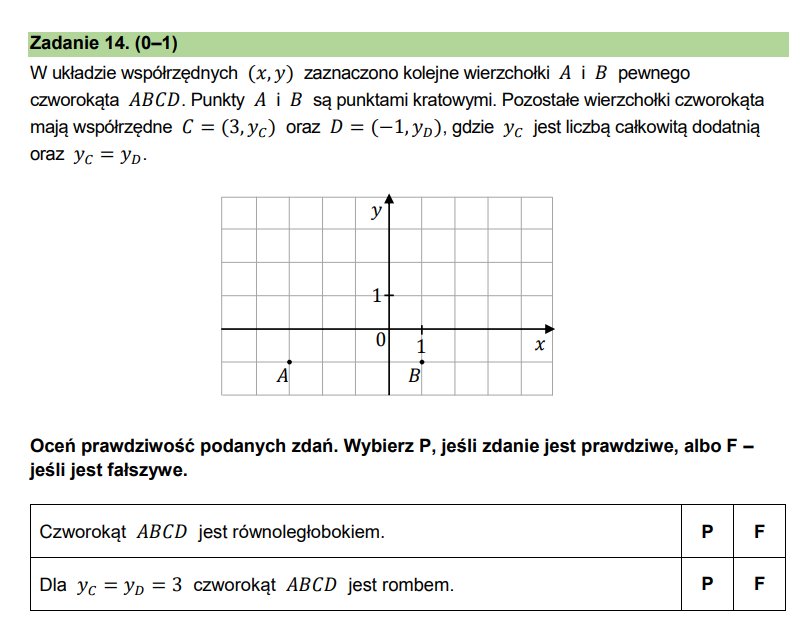 Zadanie 14. (0–1)
W układzie współrzędnych (x, y) zaznaczono kolejne wierzchołki A i B pewnego
czworokąta ABCD. Punkty A i B są punktami kratowymi. Pozostałe wierzchołki czworokąta
mają współrzędne C = (3, y_C) oraz D = (−1, y_D), gdzie y_C jest liczbą całkowitą dodatnią
oraz y_C = y_D.
y
1
0
1
x
A
B
Oceń prawdziwość podanych zdań. Wybierz P, jeśli zdanie jest prawdziwe, albo F –
jeśli jest fałszywe.
Czworokąt ABCD jest równoległobokiem. P F
Dla y_C = y_D = 3 czworokąt ABCD jest rombem. P F